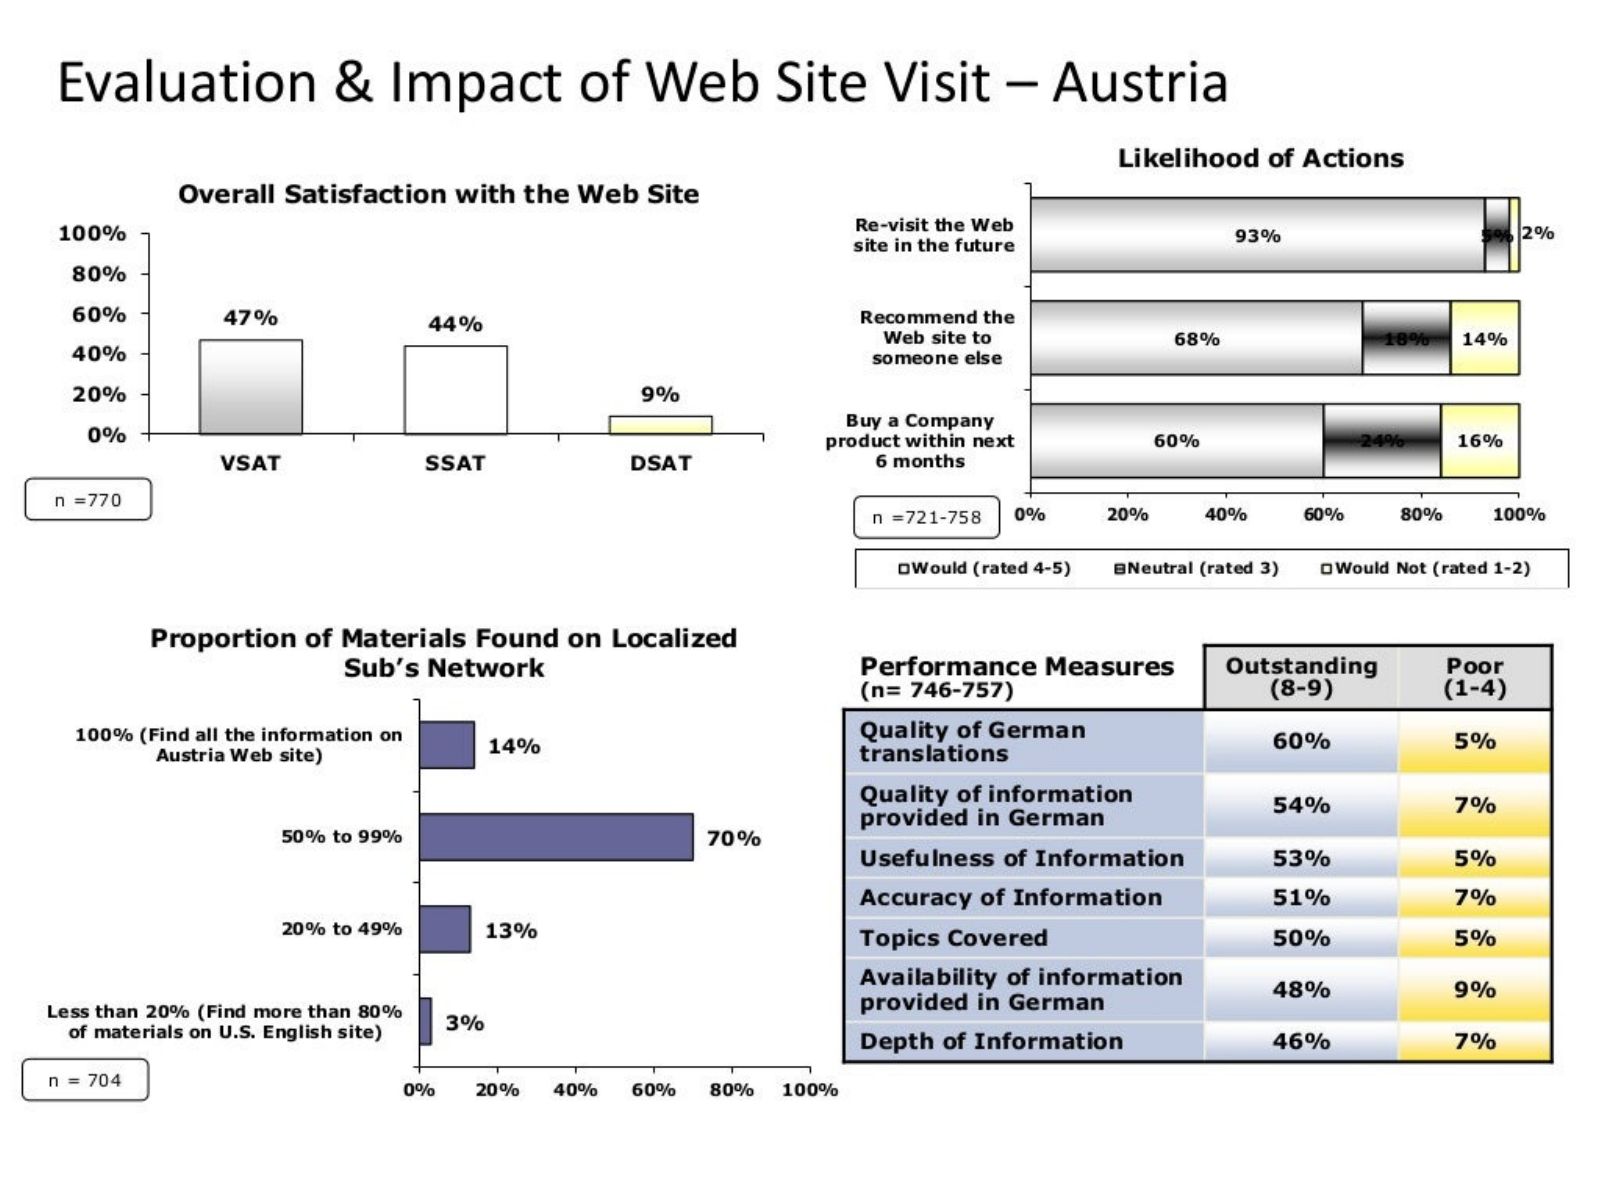 Evaluation & Impact of Web Site Visit – Austria
Overall Satisfaction with the Web Site
100%
80%
60%
40%
20%
0%
47%
44%
9%
VSAT
SSAT
DSAT
n =770
Likelihood of Actions
Re-visit the Web
site in the future
93%
5%
2%
Recommend the
Web site to
someone else
68%
18%
14%
Buy a Company
product within next
6 months
60%
24%
16%
n =721-758
0%
20%
40%
60%
80%
100%
Would (rated 4-5)
Neutral (rated 3)
Would Not (rated 1-2)
Proportion of Materials Found on Localized
Sub’s Network
100% (Find all the information on
Austria Web site)
14%
50% to 99%
70%
20% to 49%
13%
Less than 20% (Find more than 80%
of materials on U.S. English site)
3%
n = 704
0%
20%
40%
60%
80%
100%
Performance Measures
(n= 746-757)
Outstanding
(8-9)
Poor
(1-4)
Quality of German
translations
60%
5%
Quality of information
provided in German
54%
7%
Usefulness of Information
53%
5%
Accuracy of Information
51%
7%
Topics Covered
50%
5%
Availability of information
provided in German
48%
9%
Depth of Information
46%
7%